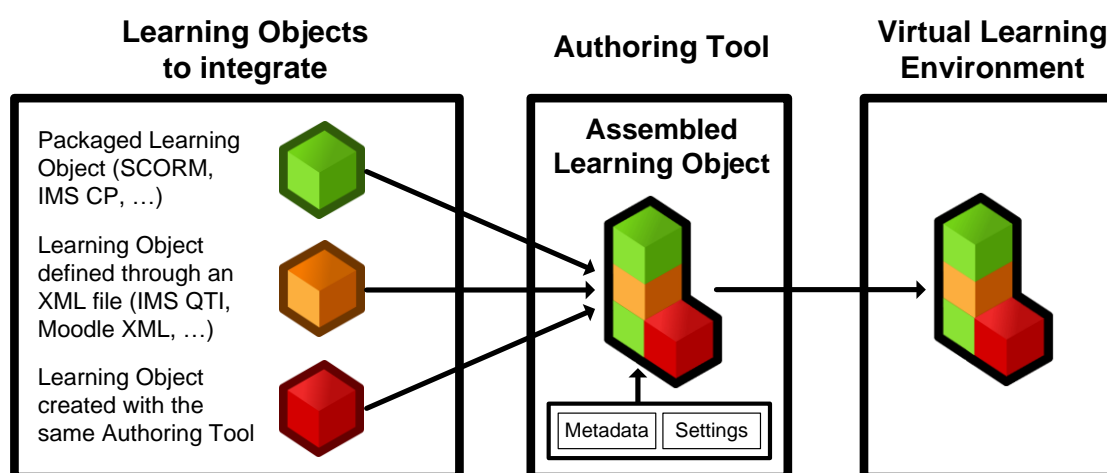 Learning Objects
to integrate
Authoring Tool
Virtual Learning
Environment
Packaged Learning
Object (SCORM,
IMS CP, …)
Learning Object
defined through an
XML file (IMS QTI,
Moodle XML, …)
Learning Object
created with the
same Authoring Tool
Assembled
Learning Object
Metadata
Settings